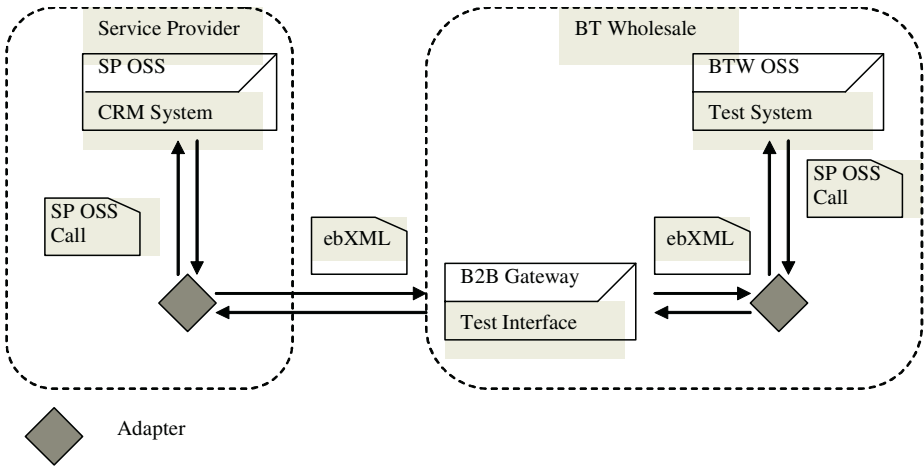 Service Provider
SP OSS
CRM System
SP OSS
Call
ebXML
BT Wholesale
BTW OSS
Test System
SP OSS
Call
ebXML
B2B Gateway
Test Interface
Adapter